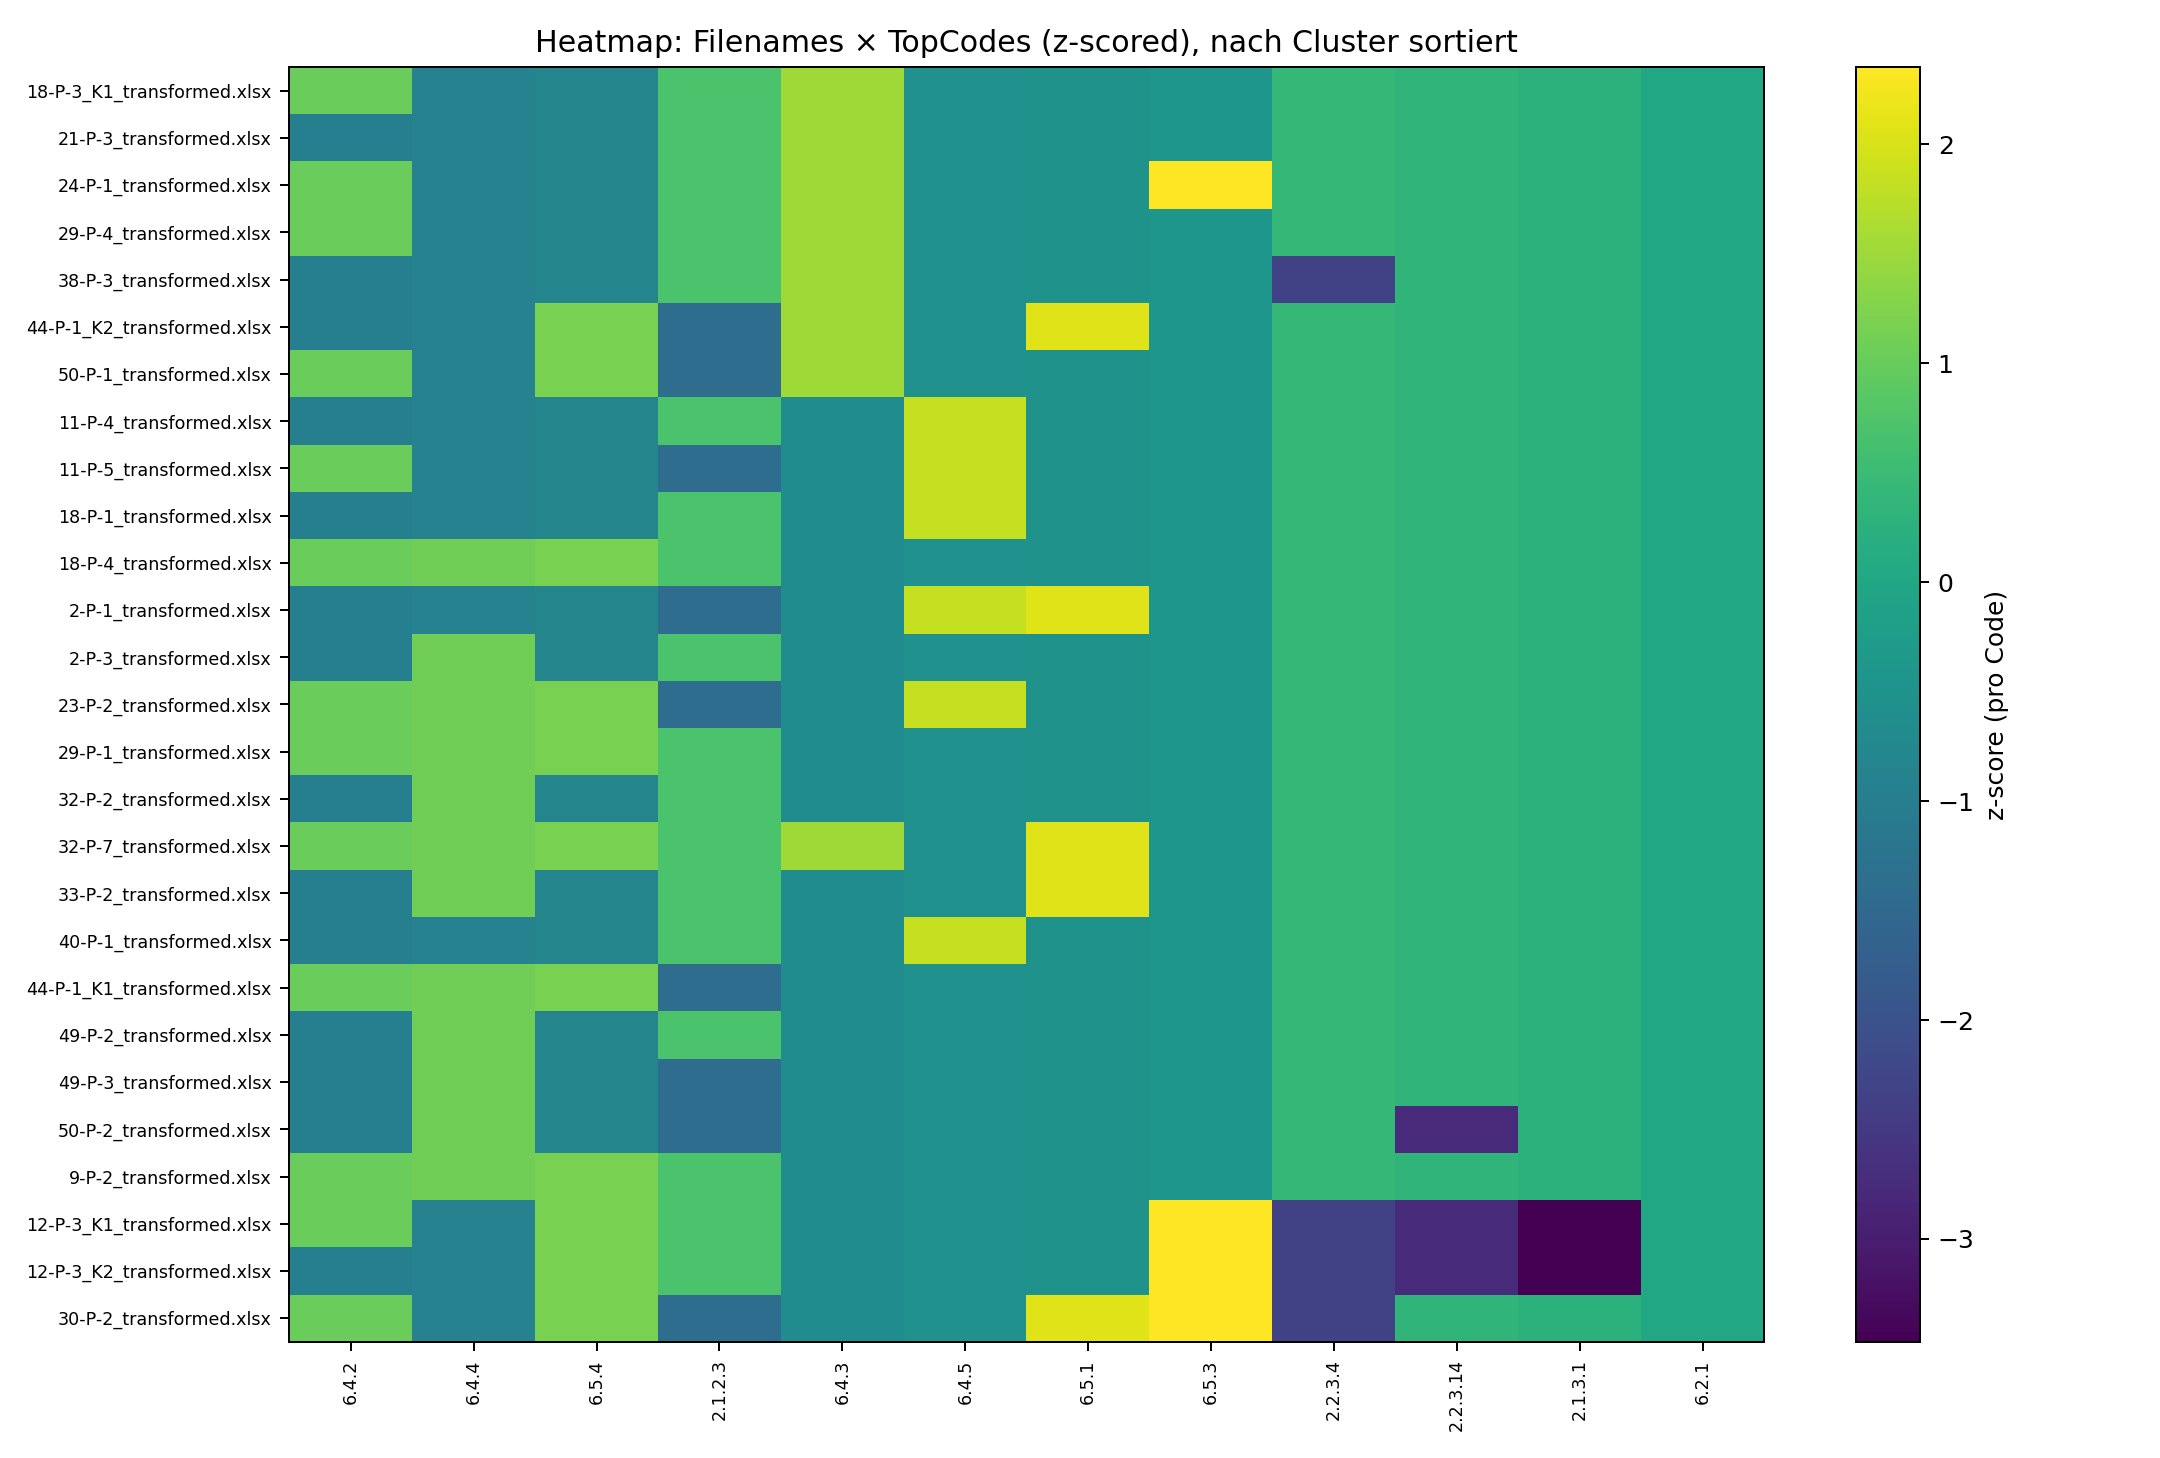 Heatmap: Filenames × TopCodes (z-scored), nach Cluster sortiert
18-P-3_K1_transformed.xlsx
21-P-3_transformed.xlsx
24-P-1_transformed.xlsx
29-P-4_transformed.xlsx
38-P-3_transformed.xlsx
44-P-1_K2_transformed.xlsx
50-P-1_transformed.xlsx
11-P-4_transformed.xlsx
11-P-5_transformed.xlsx
18-P-1_transformed.xlsx
18-P-4_transformed.xlsx
2-P-1_transformed.xlsx
2-P-3_transformed.xlsx
23-P-2_transformed.xlsx
29-P-1_transformed.xlsx
32-P-2_transformed.xlsx
32-P-7_transformed.xlsx
33-P-2_transformed.xlsx
40-P-1_transformed.xlsx
44-P-1_K1_transformed.xlsx
49-P-2_transformed.xlsx
49-P-3_transformed.xlsx
50-P-2_transformed.xlsx
9-P-2_transformed.xlsx
12-P-3_K1_transformed.xlsx
12-P-3_K2_transformed.xlsx
30-P-2_transformed.xlsx
6.4.2
6.4.4
6.5.4
2.1.2.3
6.4.3
6.4.5
6.5.1
6.5.3
2.2.3.4
2.2.3.14
2.1.3.1
6.2.1
2
1
0
−1
−2
−3
z-score (pro Code)